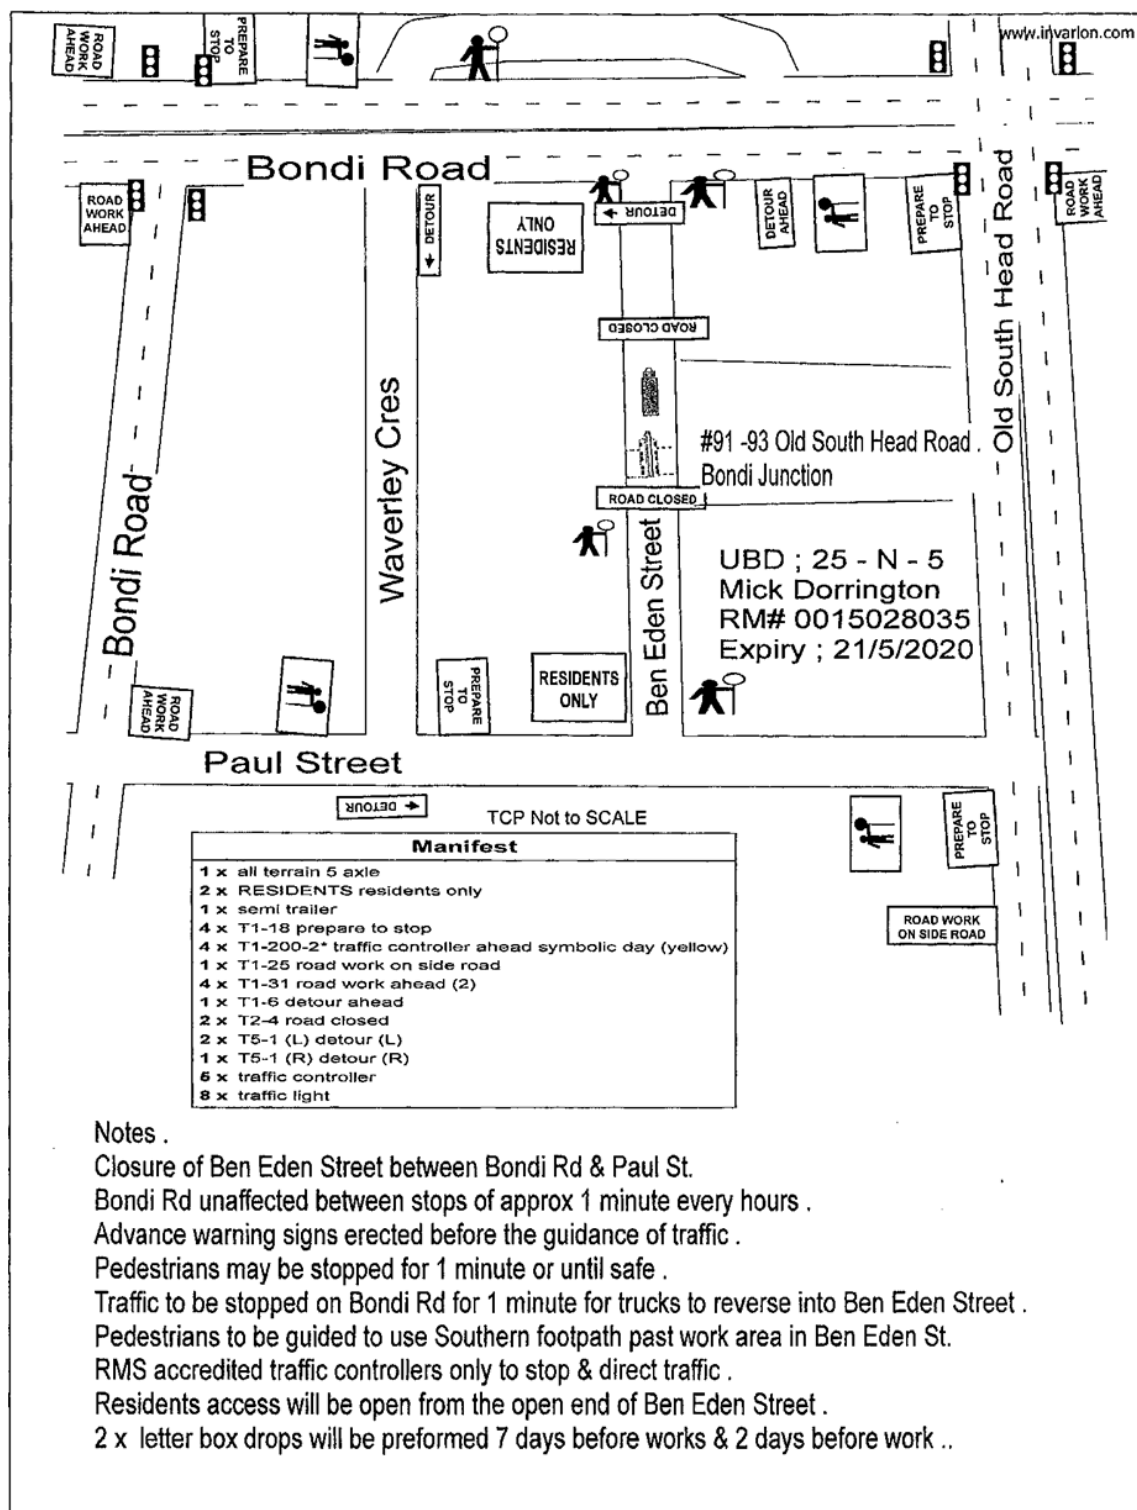 www.invarion.com
ROAD
WORK
AHEAD
PREPARE
TO
STOP
Bondi Road
ROAD
WORK
AHEAD
DETOUR
RESIDENTS
ONLY
DETOUR
DETOUR
AHEAD
PREPARE
TO
STOP
ROAD
WORK
AHEAD
Old South Head Road
ROAD CLOSED
Waverley Cres
#91 -93 Old South Head Road .
Bondi Junction
ROAD CLOSED
Bondi Road
Ben Eden Street
UBD ; 25 - N - 5
Mick Dorrington
RM# 0015028035
Expiry ; 21/5/2020
ROAD
WORK
AHEAD
PREPARE
TO
STOP
RESIDENTS
ONLY
Paul Street
DETOUR
TCP Not to SCALE
PREPARE
TO
STOP
ROAD WORK
ON SIDE ROAD
Manifest
1 x all terrain 5 axle
2 x RESIDENTS residents only
1 x semi trailer
4 x T1-18 prepare to stop
4 x T1-200-2* traffic controller ahead symbolic day (yellow)
1 x T1-25 road work on side road
4 x T1-31 road work ahead (2)
1 x T1-6 detour ahead
2 x T2-4 road closed
2 x T5-1 (L) detour (L)
1 x T5-1 (R) detour (R)
5 x traffic controller
8 x traffic light
Notes .
Closure of Ben Eden Street between Bondi Rd & Paul St.
Bondi Rd unaffected between stops of approx 1 minute every hours .
Advance warning signs erected before the guidance of traffic .
Pedestrians may be stopped for 1 minute or until safe .
Traffic to be stopped on Bondi Rd for 1 minute for trucks to reverse into Ben Eden Street .
Pedestrians to be guided to use Southern footpath past work area in Ben Eden St.
RMS accredited traffic controllers only to stop & direct traffic .
Residents access will be open from the open end of Ben Eden Street .
2 x letter box drops will be preformed 7 days before works & 2 days before work ..